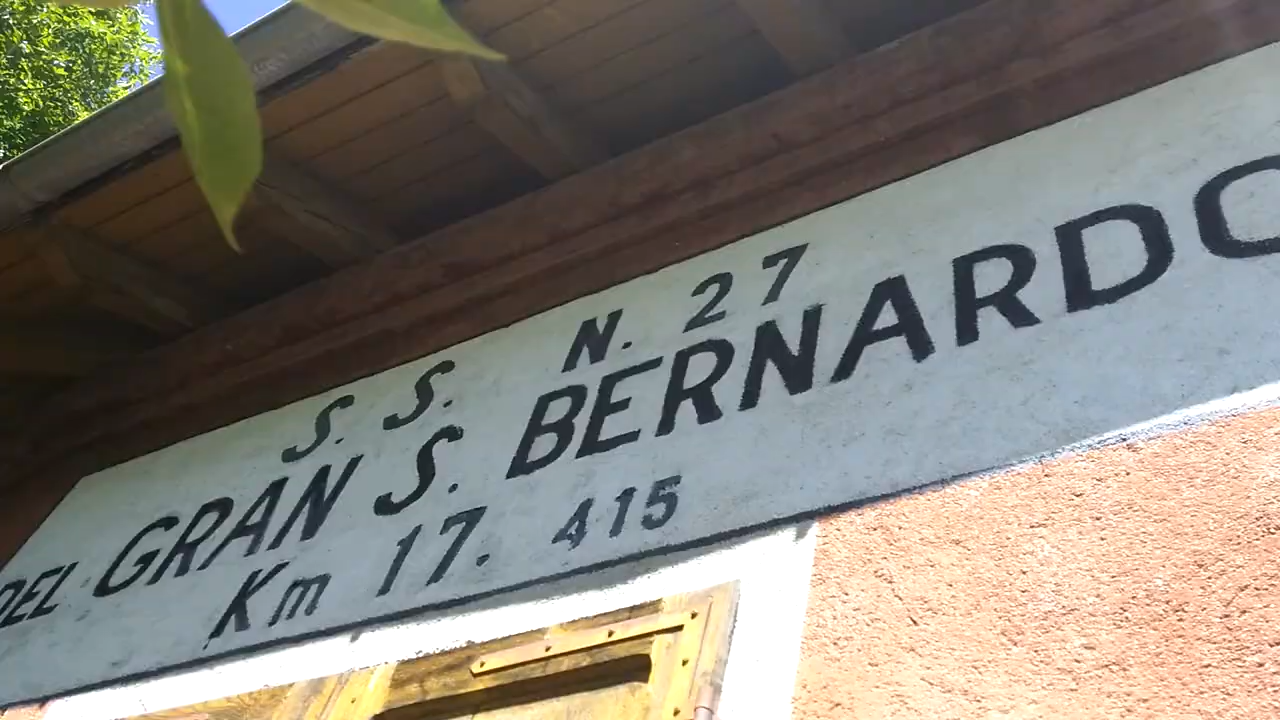 S. S. N. 27
DEL GRAN S. BERNARDO
Km 17. 415